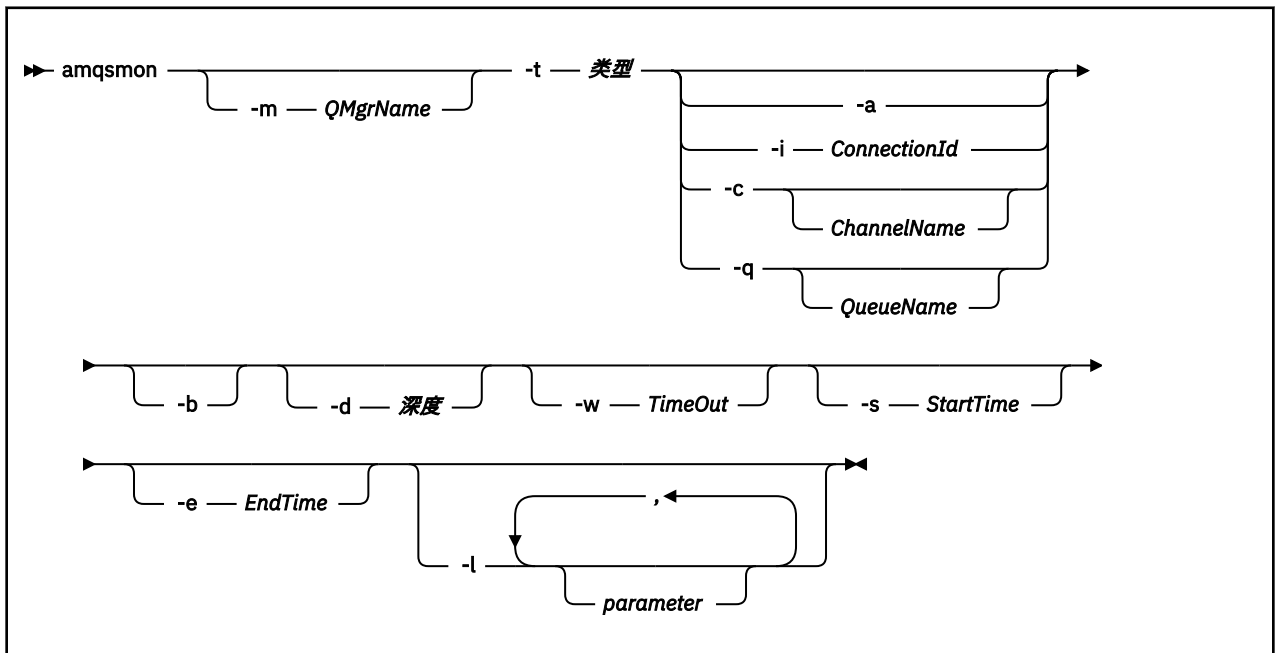 amqsmon -t 类型
-m QMgrName
-a
-i ConnectionId
-c
ChannelName
-q
QueueName
-b -d 深度 -w TimeOut -s StartTime
-e EndTime
,
-l
parameter